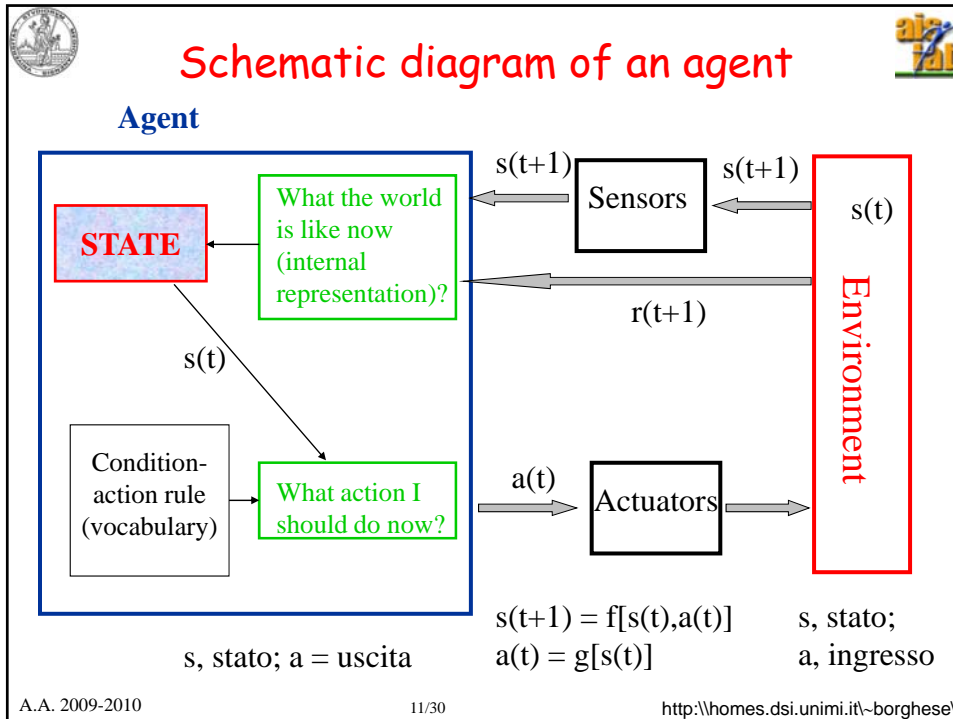 Schematic diagram of an agent
Agent
s(t+1)
s(t+1)
What the world
is like now
(internal
representation)?
Sensors
s(t)
STATE
r(t+1)
Environment
s(t)
Condition-
action rule
(vocabulary)
What action I
should do now?
a(t)
Actuators
s(t+1) = f[s(t),a(t)]
a(t) = g[s(t)]
s, stato;
a, ingresso
s, stato; a = uscita
A.A. 2009-2010
11/30
http:\\homes.dsi.unimi.it\~borghese\